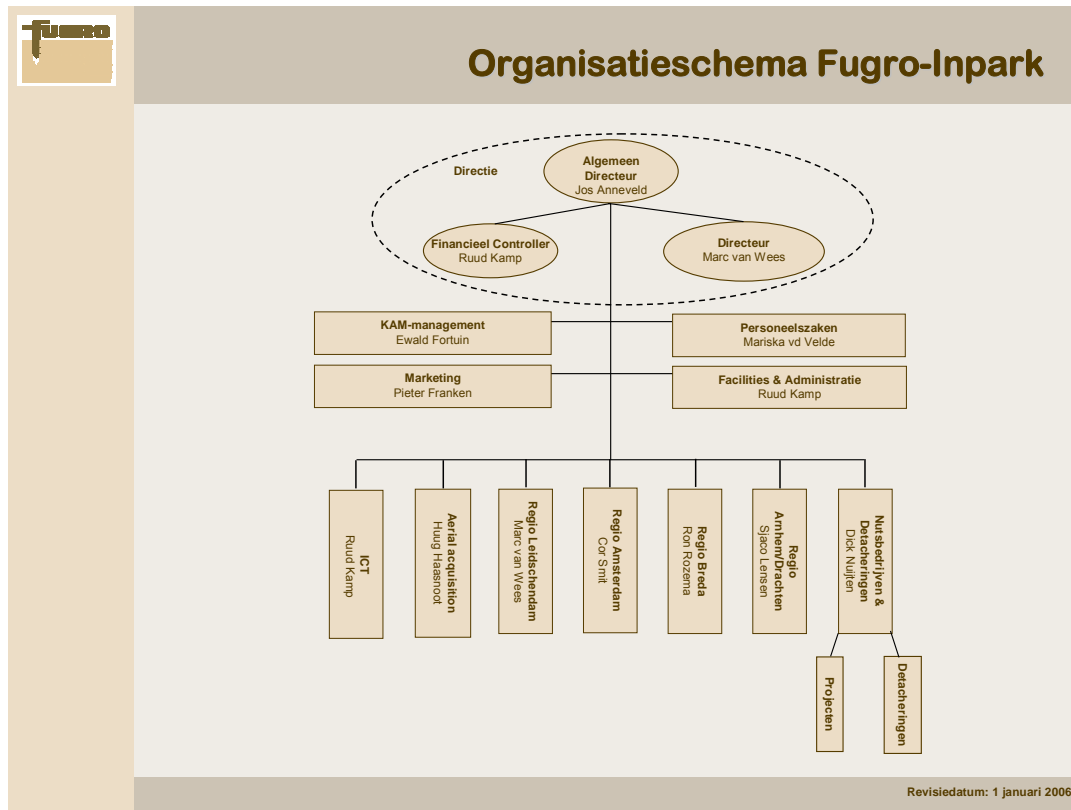 fugro
Organisatieschema Fugro-Inpark
Directie
Algemeen
Directeur
Jos Anneveld
Financieel Controller
Ruud Kamp
Directeur
Marc van Wees
KAM-management
Ewald Fortuin
Personeelszaken
Mariska vd Velde
Marketing
Pieter Franken
Facilities & Administratie
Ruud Kamp
ICT
Ruud Kamp
Aerial acquisition
Huug Haasnoot
Regio Leidschendam
Marc van Wees
Regio Amsterdam
Cor Smit
Regio Breda
Ron Rozema
Regio
Arnhem/Drachten
Sjaco Lensen
Nutsbedrijven &
Detacheringen
Dick Nuijten
Projecten
Detacheringen
Revisiedatum: 1 januari 2006